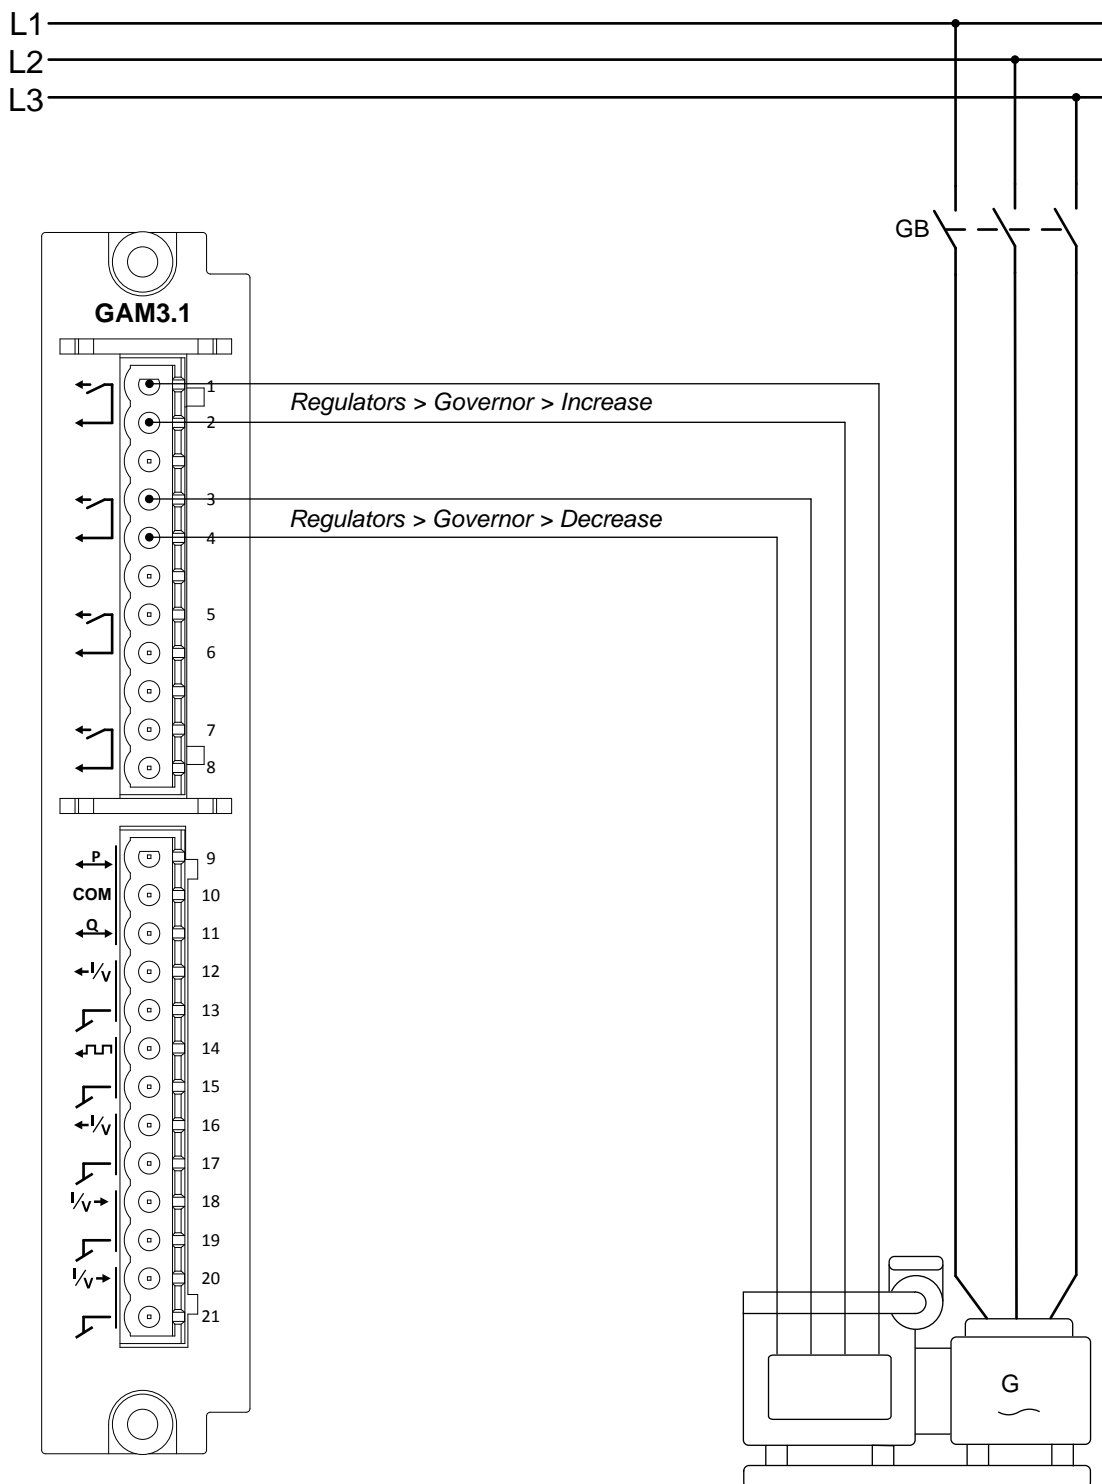 L1
L2
L3
GB
GAM3.1
1
Regulators > Governor > Increase
2
3
Regulators > Governor > Decrease
4
5
6
7
8
P
9
COM
10
Q
11
I/V
12
13
14
15
I/V
16
17
I/V
18
19
I/V
20
21
G